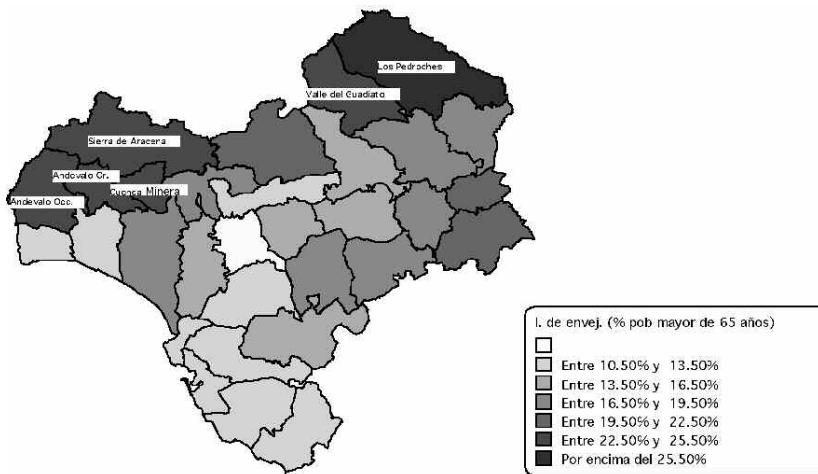 Los Pedroches
Valle del Guadiato
Sierra de Aracena
Andevalo Or.
Cuenca Minera
Andevalo Occ.
I. de envej. (% pob mayor de 65 años)
Entre 10.50% y 13.50%
Entre 13.50% y 16.50%
Entre 16.50% y 19.50%
Entre 19.50% y 22.50%
Entre 22.50% y 25.50%
Por encima del 25.50%